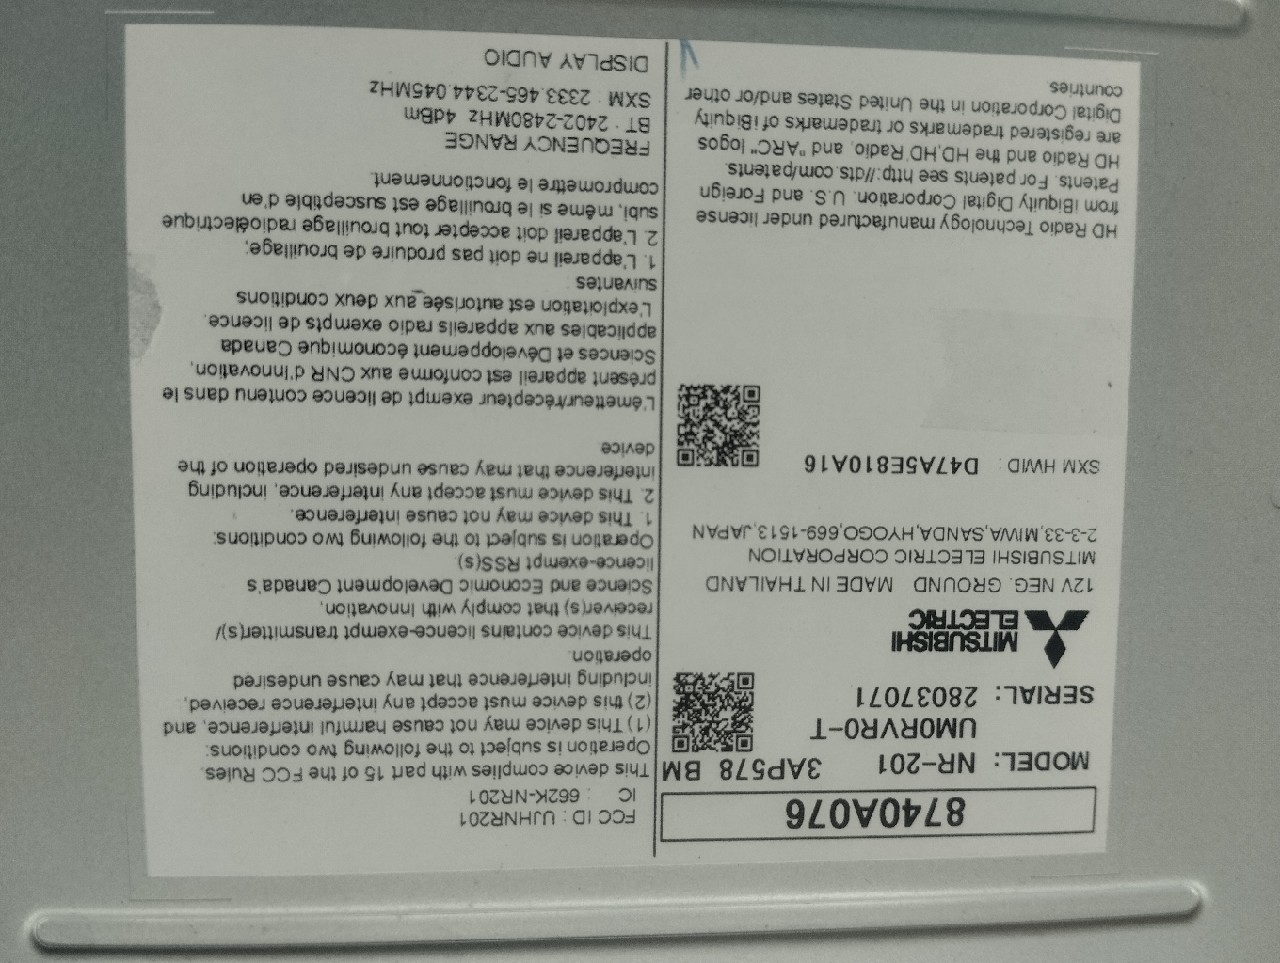 8740A076
MODEL: NR-201 3AP578 BM
UM0RVR0-T
SERIAL: 28037071
MITSUBISHI
ELECTRIC
12V NEG. GROUND MADE IN THAILAND
MITSUBISHI ELECTRIC CORPORATION
2-3-33,MIWA,SANDA,HYOGO,669-1513,JAPAN
SXM HWID : D47A5E810A16
HD Radio Technology manufactured under license
from iBiquity Digital Corporation. U.S. and Foreign
Patents. For patents see http://dts.com/patents.
HD Radio and the HD,HD Radio, and "ARC" logos
are registered trademarks or trademarks of iBiquity
Digital Corporation in the United States and/or other
countries
FCC ID : UJHNR201
IC : 662K-NR201
This device complies with part 15 of the FCC Rules.
Operation is subject to the following two conditions:
(1) This device may not cause harmful interference, and
(2) this device must accept any interference received,
including interference that may cause undesired
operation.
This device contains licence-exempt transmitter(s)/
receiver(s) that comply with Innovation,
Science and Economic Development Canada's
licence-exempt RSS(s)
Operation is subject to the following two conditions:
1. This device may not cause interference.
2. This device must accept any interference, including
interference that may cause undesired operation of the
device
L'émetteur/récepteur exempt de licence contenu dans le
présent appareil est conforme aux CNR d'Innovation,
Sciences et Développement économique Canada
applicables aux appareils radio exempts de licence.
L'exploitation est autorisée aux deux conditions
suivantes :
1. L'appareil ne doit pas produire de brouillage;
2. L'appareil doit accepter tout brouillage radioélectrique
subi, même si le brouillage est susceptible d'en
compromettre le fonctionnement.
FREQUENCY RANGE
BT : 2402-2480MHz 4dBm
SXM : 2333.465-2344.045MHz
DISPLAY AUDIO